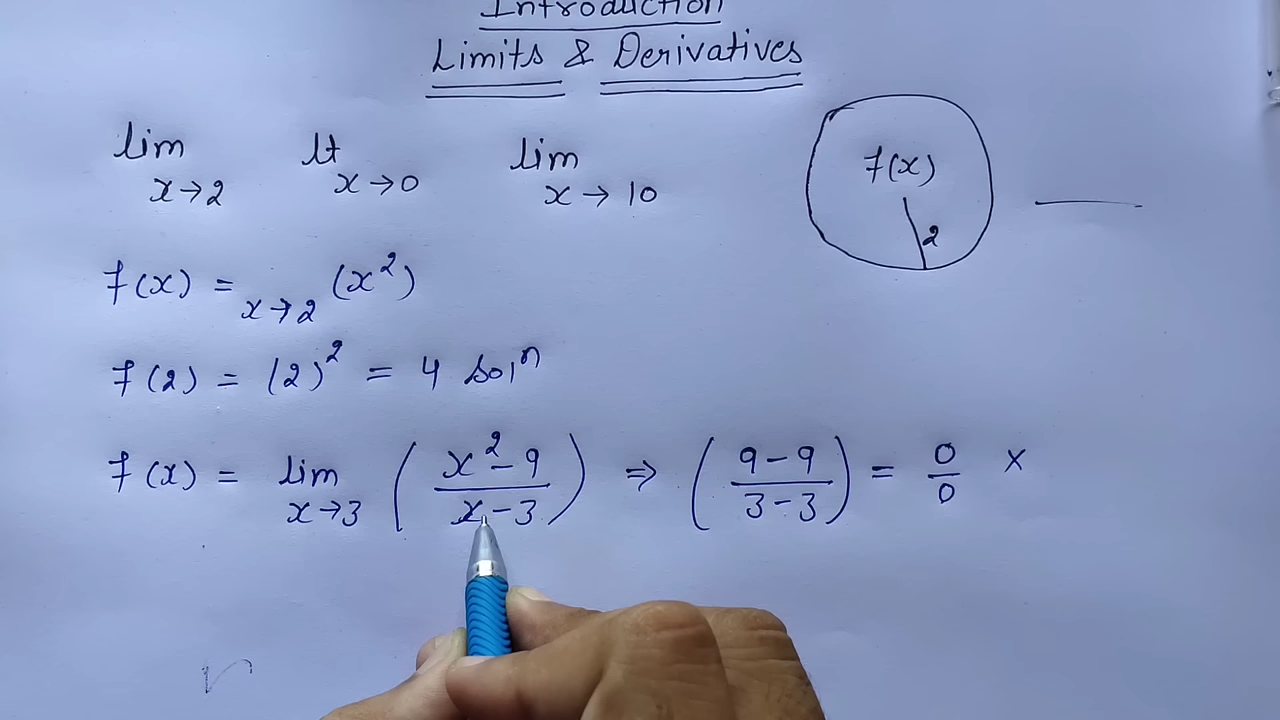 Introduction
Limits & Derivatives
lim x→2 lt x→0 lim x→10
f(x)
2
f(x) = x→2 (x²)
f(2) = (2)² = 4 solⁿ
f(x) = lim x→3 ( x²-9 / x-3 ) ⇒ ( 9-9 / 3-3 ) = 0/0 ×